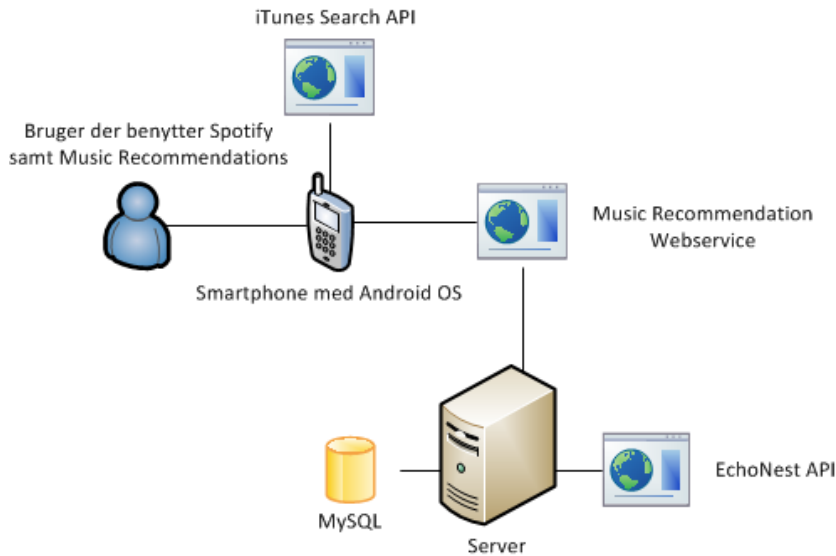 iTunes Search API
Bruger der benytter Spotify
samt Music Recommendations
Music Recommendation
Webservice
Smartphone med Android OS
EchoNest API
MySQL
Server